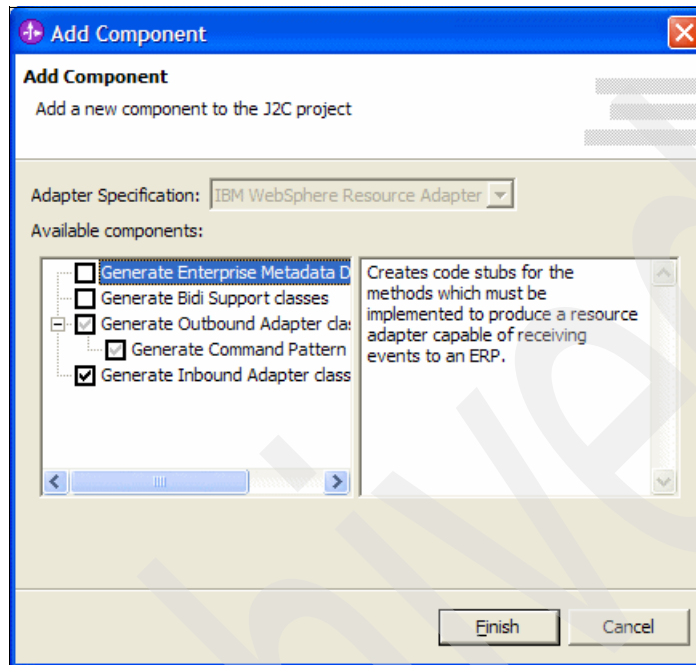 Add Component
Add Component
Add a new component to the J2C project
Adapter Specification: IBM WebSphere Resource Adapter
Available components:
Generate Enterprise Metadata D
Generate Bidi Support classes
Generate Outbound Adapter clas
Generate Command Pattern
Generate Inbound Adapter class
Creates code stubs for the
methods which must be
implemented to produce a resource
adapter capable of receiving
events to an ERP.
Finish
Cancel